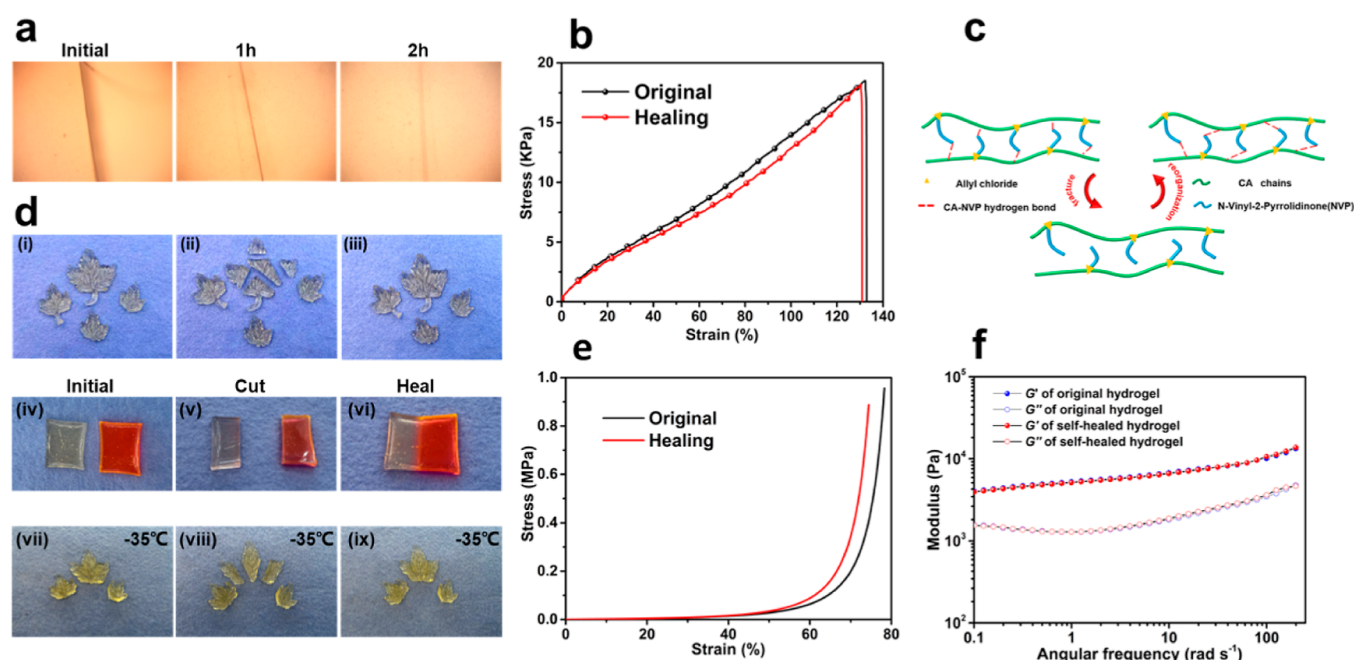 a
Initial
1h
2h
b
20
15
10
5
0
0
20
40
60
80
100
120
140
Stress (KPa)
Strain (%)
Original
Healing
c
Allyl chloride
CA-NVP hydrogen bond
fracture
reorganization
CA chains
N-Vinyl-2-Pyrrolidinone(NVP)
d
(i)
(ii)
(iii)
Initial
Cut
Heal
(iv)
(v)
(vi)
(vii)
-35℃
(viii)
-35℃
(ix)
-35℃
e
1.0
0.8
0.6
0.4
0.2
0.0
0
20
40
60
80
Stress (MPa)
Strain (%)
Original
Healing
f
10⁵
10⁴
10³
10²
0.1
1
10
100
Modulus (Pa)
Angular frequency (rad s⁻¹)
G' of original hydrogel
G'' of original hydrogel
G' of self-healed hydrogel
G'' of self-healed hydrogel